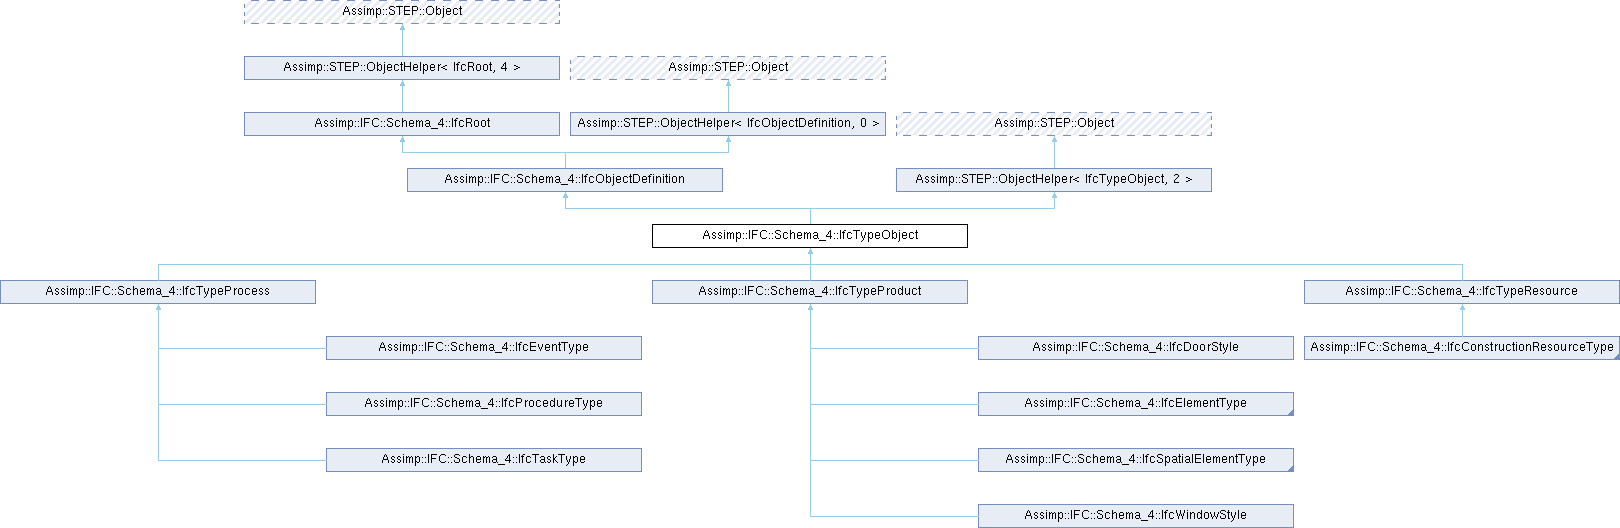 Assimp::STEP::Object
Assimp::STEP::ObjectHelper< IfcRoot, 4 >
Assimp::STEP::Object
Assimp::IFC::Schema_4::IfcRoot
Assimp::STEP::ObjectHelper< IfcObjectDefinition, 0 >
Assimp::STEP::Object
Assimp::IFC::Schema_4::IfcObjectDefinition
Assimp::STEP::ObjectHelper< IfcTypeObject, 2 >
Assimp::IFC::Schema_4::IfcTypeObject
Assimp::IFC::Schema_4::IfcTypeProcess
Assimp::IFC::Schema_4::IfcTypeProduct
Assimp::IFC::Schema_4::IfcTypeResource
Assimp::IFC::Schema_4::IfcEventType
Assimp::IFC::Schema_4::IfcDoorStyle
Assimp::IFC::Schema_4::IfcConstructionResourceType
Assimp::IFC::Schema_4::IfcProcedureType
Assimp::IFC::Schema_4::IfcElementType
Assimp::IFC::Schema_4::IfcTaskType
Assimp::IFC::Schema_4::IfcSpatialElementType
Assimp::IFC::Schema_4::IfcWindowStyle